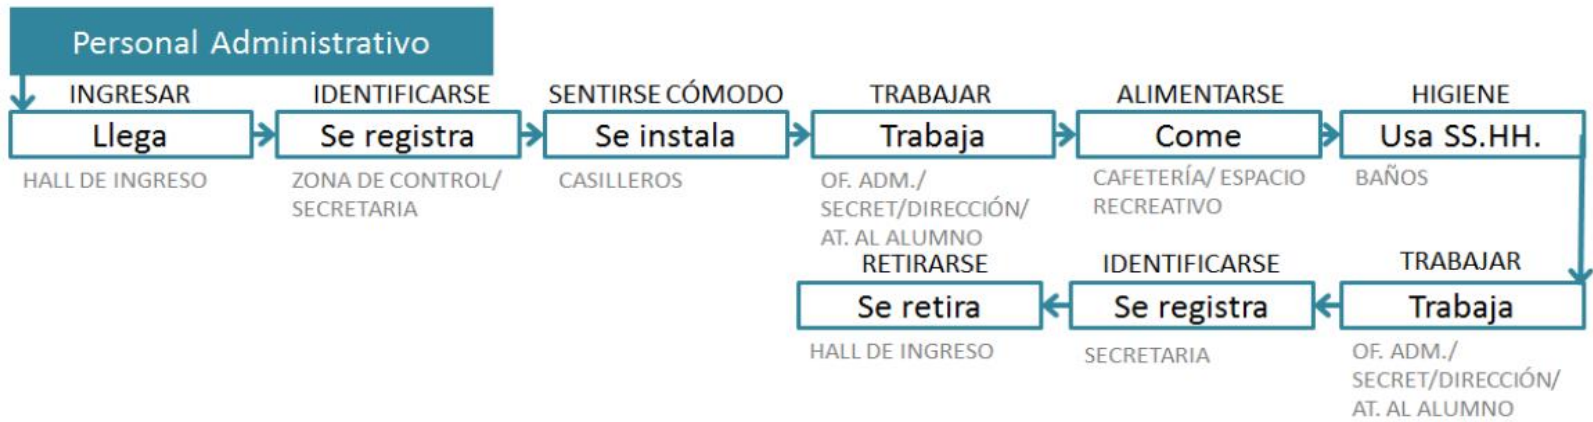 Personal Administrativo
INGRESAR
Llega
HALL DE INGRESO
IDENTIFICARSE
Se registra
ZONA DE CONTROL/
SECRETARIA
SENTIRSE CÓMODO
Se instala
CASILLEROS
TRABAJAR
Trabaja
OF. ADM./
SECRET/DIRECCIÓN/
AT. AL ALUMNO
ALIMENTARSE
Come
CAFETERÍA/ ESPACIO
RECREATIVO
HIGIENE
Usa SS.HH.
BAÑOS
TRABAJAR
Trabaja
OF. ADM./
SECRET/DIRECCIÓN/
AT. AL ALUMNO
IDENTIFICARSE
Se registra
SECRETARIA
RETIRARSE
Se retira
HALL DE INGRESO